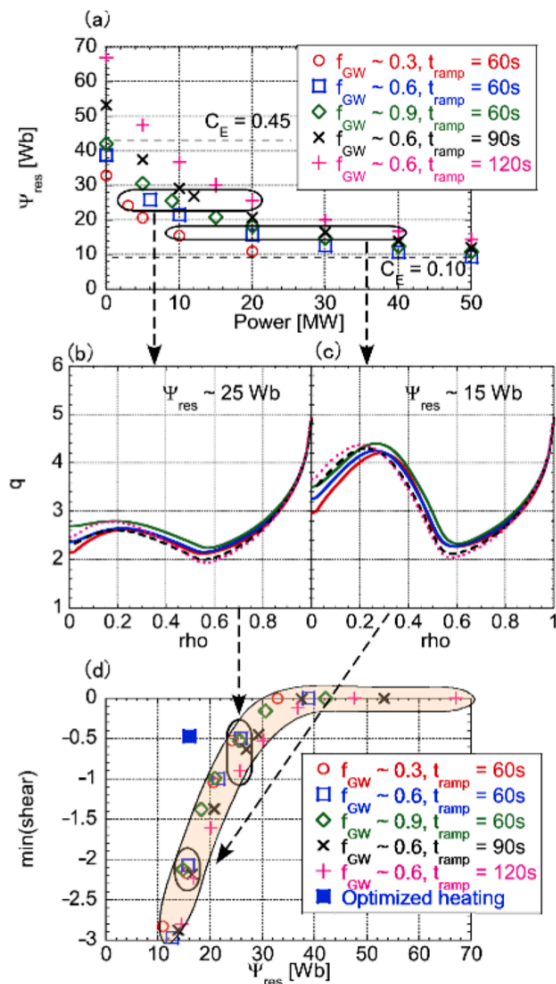 (a)
70
60
50
40
30
20
10
0
Ψres [Wb]
fGW ~ 0.3, tramp = 60s
fGW ~ 0.6, tramp = 60s
fGW ~ 0.9, tramp = 60s
fGW ~ 0.6, tramp = 90s
fGW ~ 0.6, tramp = 120s
CE = 0.45
CE = 0.10
0 10 20 30 40 50
Power [MW]
(b) (c)
Ψres ~ 25 Wb Ψres ~ 15 Wb
6
5
4
3
2
1
q
0 0.2 0.4 0.6 0.8 0 0.2 0.4 0.6 0.8 1
rho rho
(d)
0
-0.5
-1
-1.5
-2
-2.5
-3
min(shear)
fGW ~ 0.3, tramp = 60s
fGW ~ 0.6, tramp = 60s
fGW ~ 0.9, tramp = 60s
fGW ~ 0.6, tramp = 90s
fGW ~ 0.6, tramp = 120s
Optimized heating
0 10 20 30 40 50 60 70
Ψres [Wb]